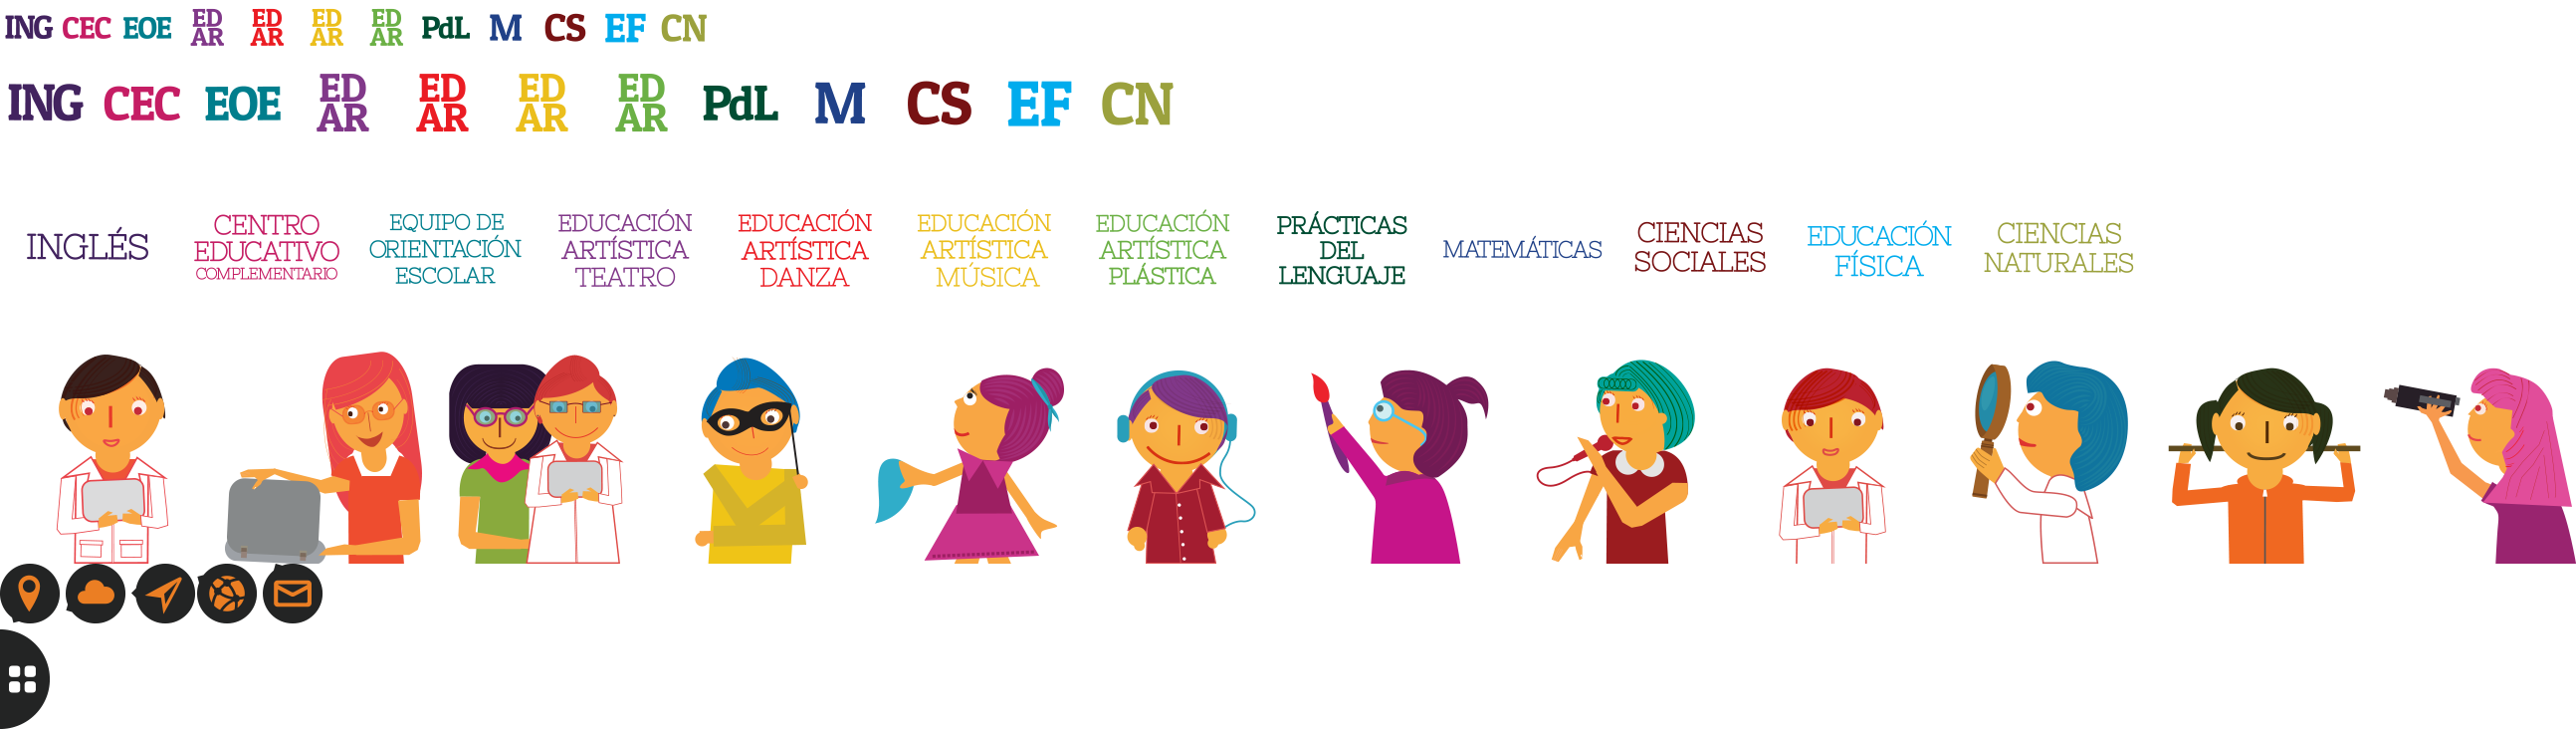 ING CEC EOE ED AR ED AR ED AR ED AR PdL M CS EF CN
ING CEC EOE ED AR ED AR ED AR ED AR PdL M CS EF CN
INGLÉS
CENTRO
EDUCATIVO
COMPLEMENTARIO
EQUIPO DE
ORIENTACIÓN
ESCOLAR
EDUCACIÓN
ARTÍSTICA
TEATRO
EDUCACIÓN
ARTÍSTICA
DANZA
EDUCACIÓN
ARTÍSTICA
MÚSICA
EDUCACIÓN
ARTÍSTICA
PLÁSTICA
PRÁCTICAS
DEL
LENGUAJE
MATEMÁTICAS
CIENCIAS
SOCIALES
EDUCACIÓN
FÍSICA
CIENCIAS
NATURALES